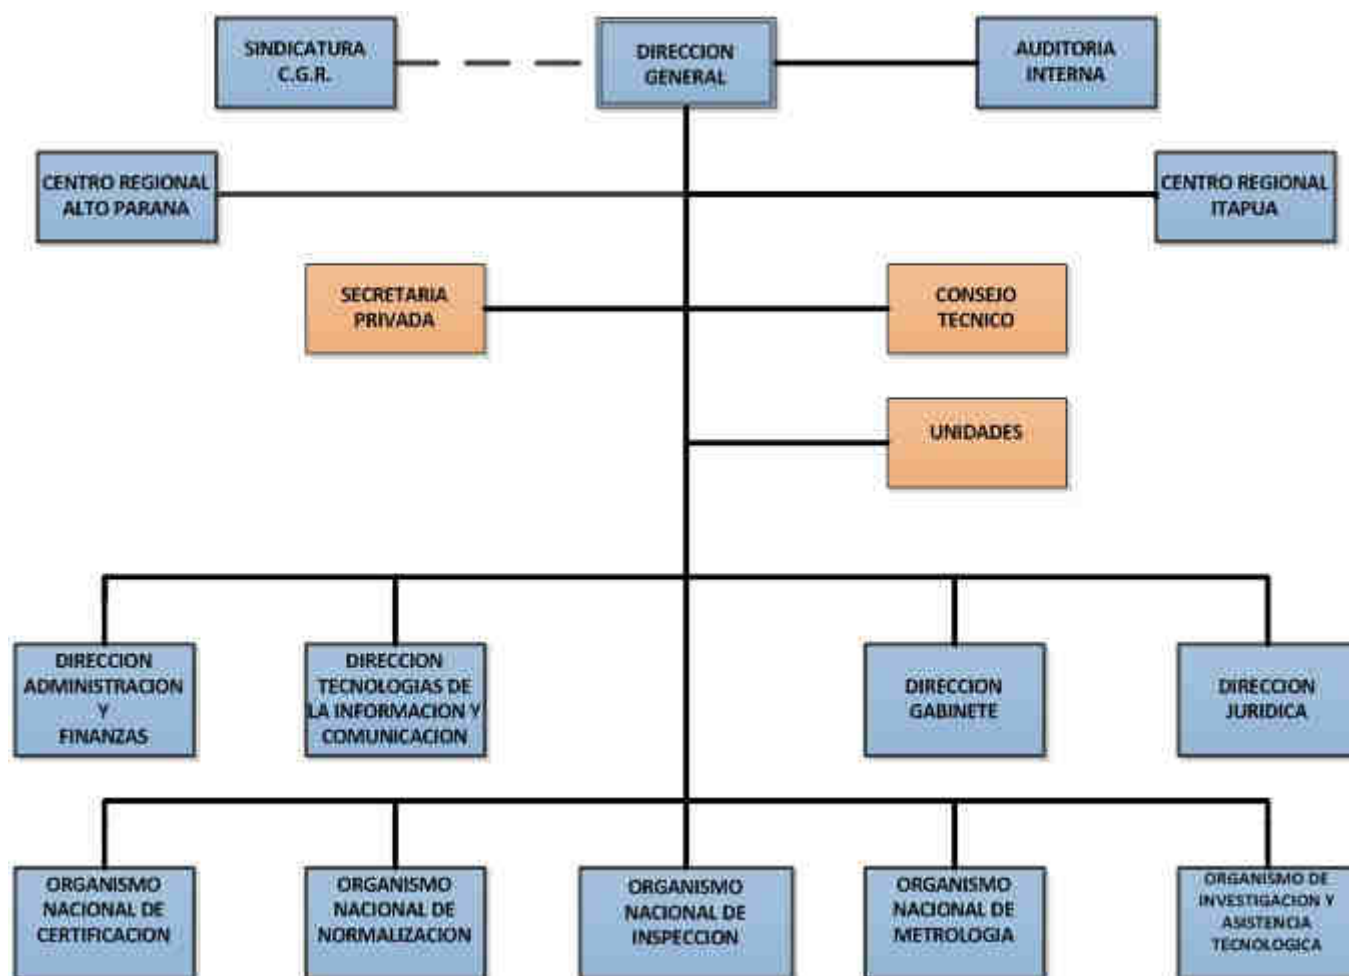 SINDICATURA
C.G.R.
DIRECCION
GENERAL
AUDITORIA
INTERNA
CENTRO REGIONAL
ALTO PARANA
CENTRO REGIONAL
ITAPUA
SECRETARIA
PRIVADA
CONSEJO
TECNICO
UNIDADES
DIRECCION
ADMINISTRACION
Y
FINANZAS
DIRECCION
TECNOLOGIAS DE
LA INFORMACION Y
COMUNICACION
DIRECCION
GABINETE
DIRECCION
JURIDICA
ORGANISMO
NACIONAL DE
CERTIFICACION
ORGANISMO
NACIONAL DE
NORMALIZACION
ORGANISMO
NACIONAL DE
INSPECCION
ORGANISMO
NACIONAL DE
METROLOGIA
ORGANISMO DE
INVESTIGACION Y
ASISTENCIA
TECNOLOGICA